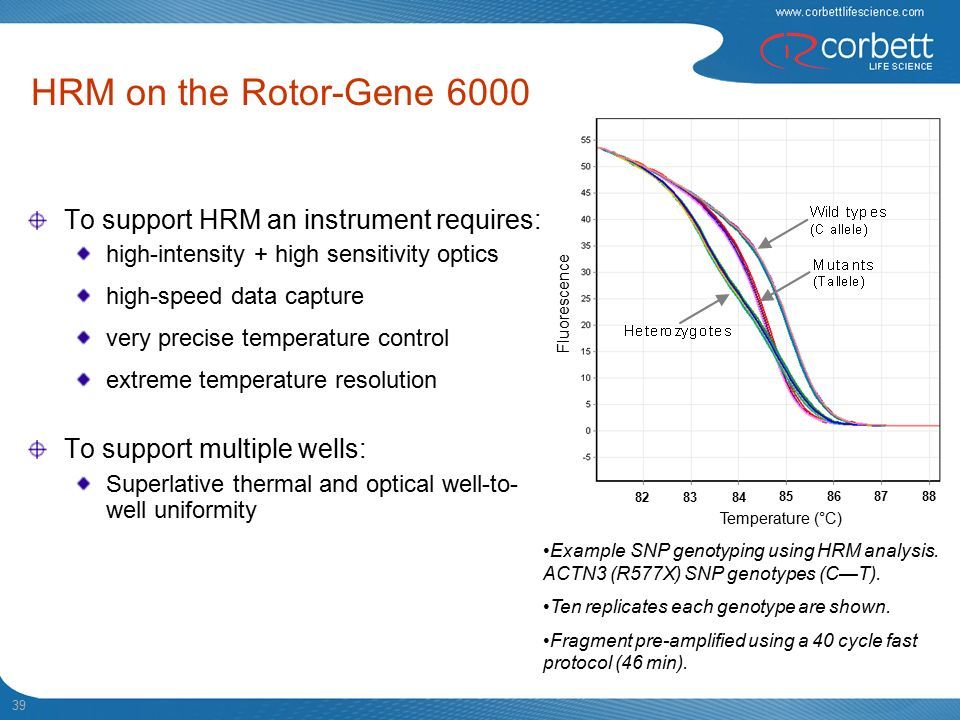 www.corbettlifescience.com
corbett
LIFE SCIENCE
HRM on the Rotor-Gene 6000
To support HRM an instrument requires:
high-intensity + high sensitivity optics
high-speed data capture
very precise temperature control
extreme temperature resolution
To support multiple wells:
Superlative thermal and optical well-to-
well uniformity
55
50
45
40
35
30
25
20
15
10
5
0
-5
Fluorescence
Wild types
(C allele)
Mutants
(Tallele)
Heterozygotes
82 83 84 85 86 87 88
Temperature (°C)
•Example SNP genotyping using HRM analysis.
ACTN3 (R577X) SNP genotypes (C—T).
•Ten replicates each genotype are shown.
•Fragment pre-amplified using a 40 cycle fast
protocol (46 min).
39